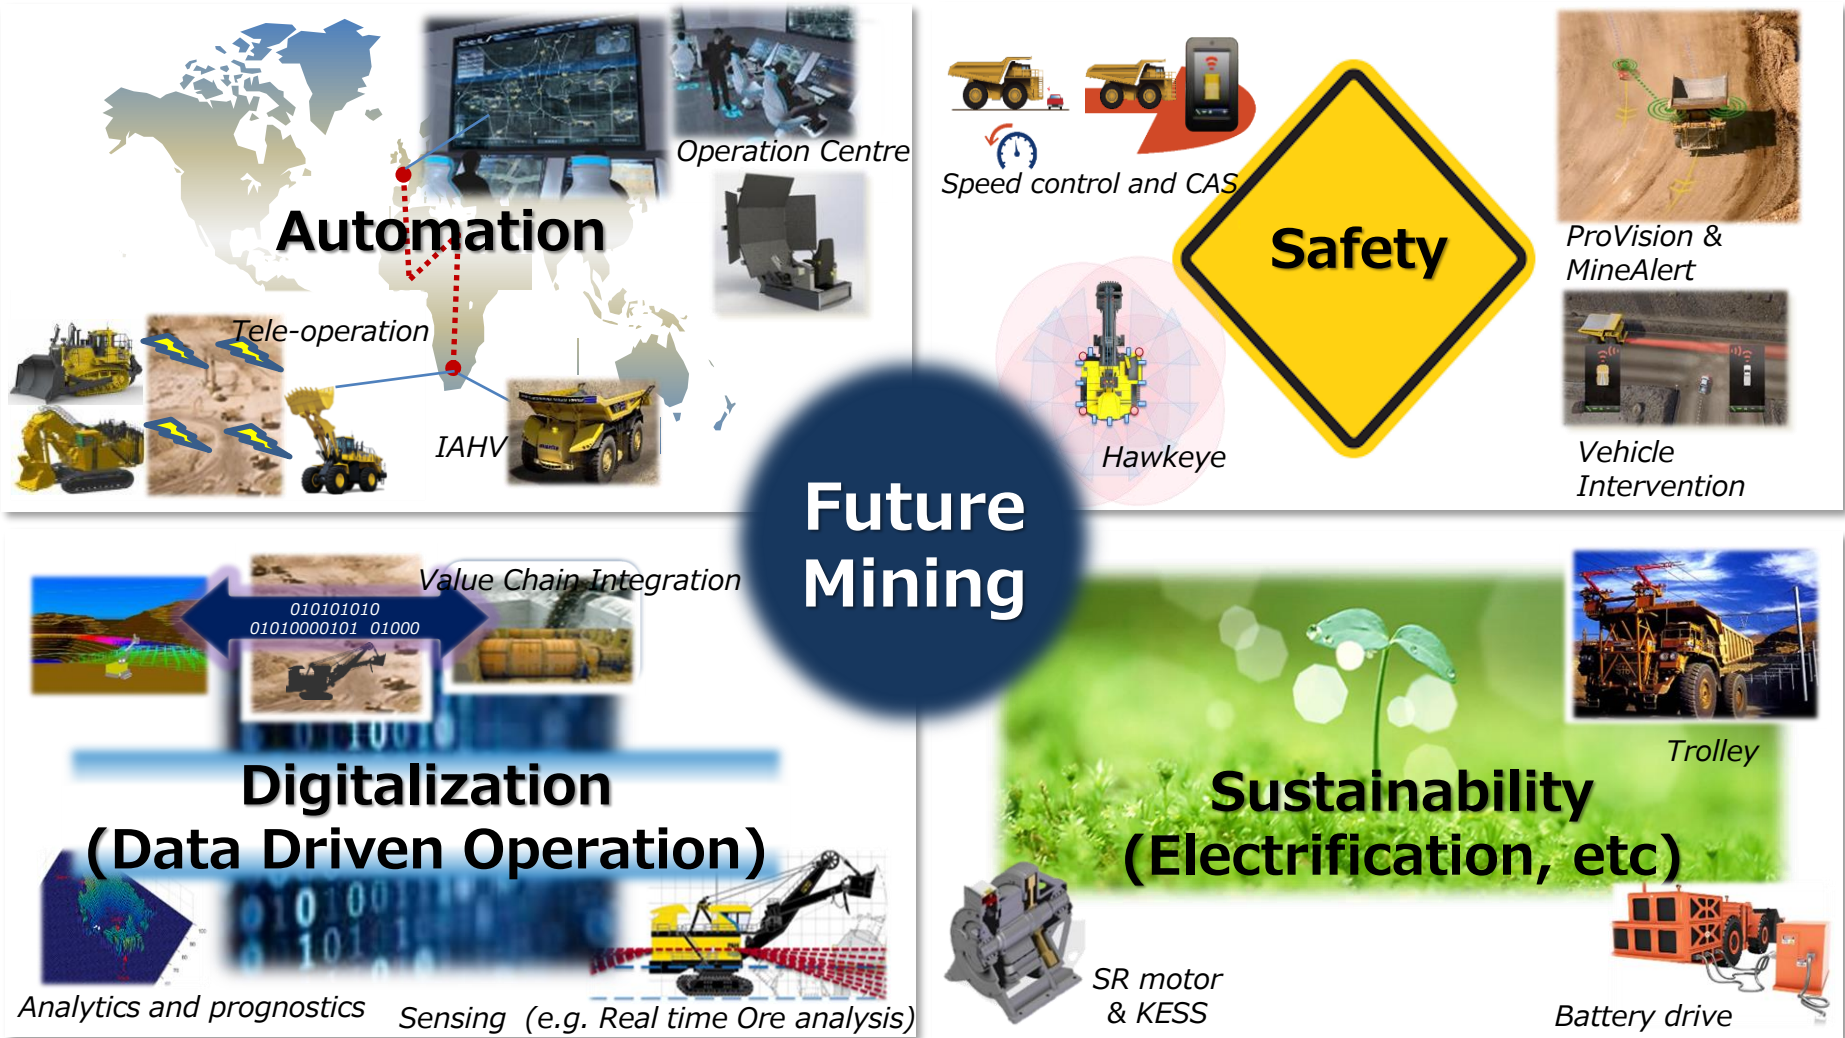 Operation Centre
Automation
Tele-operation
IAHV
Speed control and CAS
Safety
ProVision &
MineAlert
Hawkeye
Vehicle
Intervention
Future
Mining
Value Chain Integration
010101010
01010000101 01000
Digitalization
(Data Driven Operation)
Analytics and prognostics
Sensing (e.g. Real time Ore analysis)
Trolley
Sustainability
(Electrification, etc)
SR motor
& KESS
Battery drive